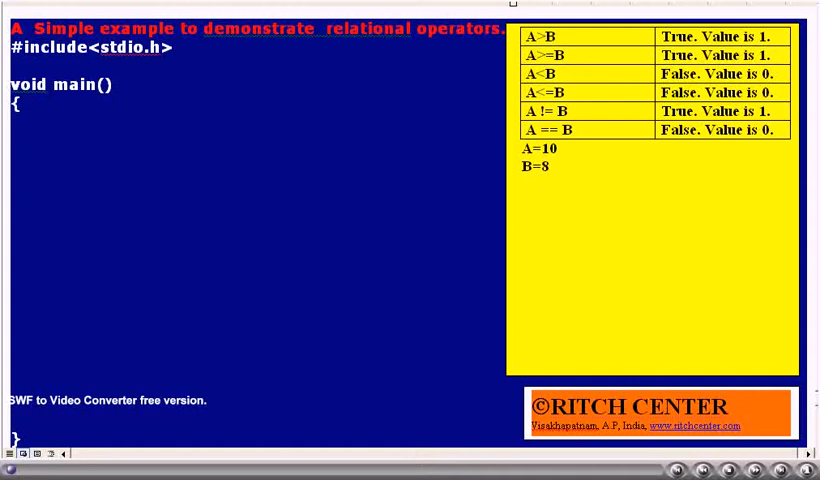 A  Simple example to demonstrate  relational operators.
#include<stdio.h>
void main()
{
SWF to Video Converter free version.
}
A>B True. Value is 1.
A>=B True. Value is 1.
A<B False. Value is 0.
A<=B False. Value is 0.
A != B True. Value is 1.
A == B False. Value is 0.
A=10
B=8
©RITCH CENTER
Visakhapatnam, A.P, India, www.ritchcenter.com